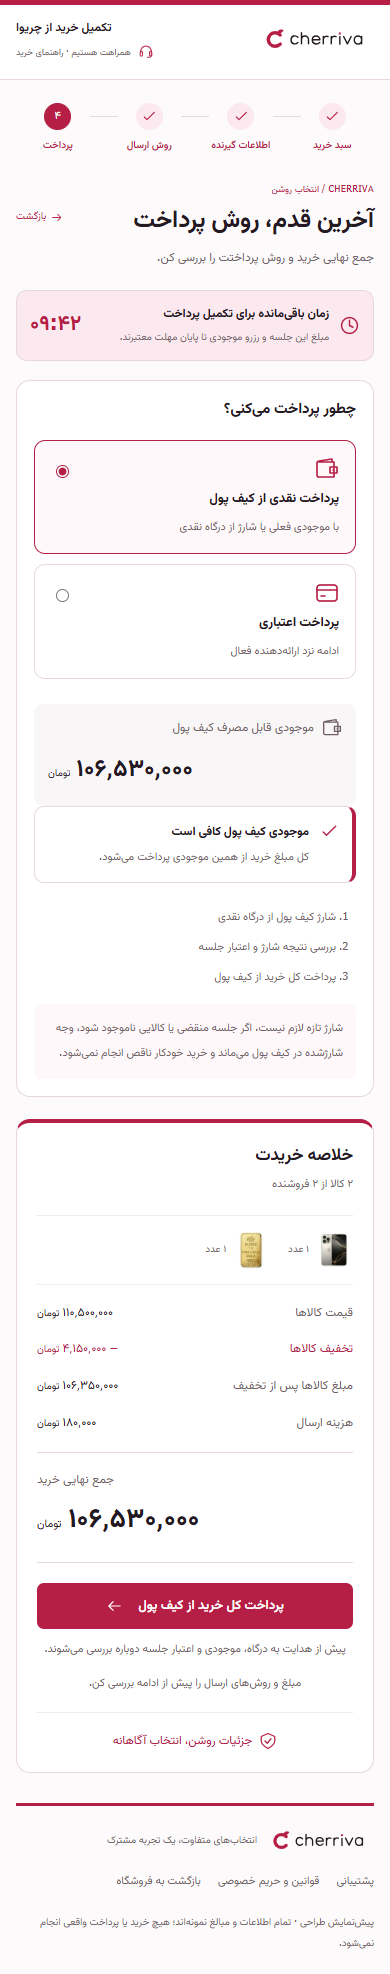 cherriva
تکمیل خرید از چریوا
همراهت هستیم · راهنمای خرید
سبد خرید
اطلاعات گیرنده
روش ارسال
۴
پرداخت
CHERRIVA / انتخاب روشن
آخرین قدم، روش پرداخت
بازگشت
جمع نهایی خرید و روش پرداختت را بررسی کن.
زمان باقی‌مانده برای تکمیل پرداخت
مبلغ این جلسه و رزرو موجودی تا پایان مهلت معتبرند.
۰۹:۴۲
چطور پرداخت می‌کنی؟
پرداخت نقدی از کیف پول
با موجودی فعلی یا شارژ از درگاه نقدی
پرداخت اعتباری
ادامه نزد ارائه‌دهنده فعال
موجودی قابل مصرف کیف پول
۱۰۶,۵۳۰,۰۰۰ تومان
موجودی کیف پول کافی است
کل مبلغ خرید از همین موجودی پرداخت می‌شود.
1. شارژ کیف پول از درگاه نقدی
2. بررسی نتیجه شارژ و اعتبار جلسه
3. پرداخت کل خرید از کیف پول
شارژ تازه لازم نیست. اگر جلسه منقضی یا کالایی ناموجود شود، وجه
شارژشده در کیف پول می‌ماند و خرید خودکار ناقص انجام نمی‌شود.
خلاصه خریدت
۲ کالا از ۲ فروشنده
۱ عدد
۱ عدد
قیمت کالاها
۱۱۰,۵۰۰,۰۰۰ تومان
تخفیف کالاها
− ۴,۱۵۰,۰۰۰ تومان
مبلغ کالاها پس از تخفیف
۱۰۶,۳۵۰,۰۰۰ تومان
هزینه ارسال
۱۸۰,۰۰۰ تومان
جمع نهایی خرید
۱۰۶,۵۳۰,۰۰۰ تومان
پرداخت کل خرید از کیف پول
پیش از هدایت به درگاه، موجودی و اعتبار جلسه دوباره بررسی می‌شوند.
مبلغ و روش‌های ارسال را پیش از ادامه بررسی کن.
جزئیات روشن، انتخاب آگاهانه
cherriva
انتخاب‌های متفاوت، یک تجربه مشترک
پشتیبانی
قوانین و حریم خصوصی
بازگشت به فروشگاه
پیش‌نمایش طراحی · تمام اطلاعات و مبالغ نمونه‌اند؛ هیچ خرید یا پرداخت واقعی انجام
نمی‌شود.